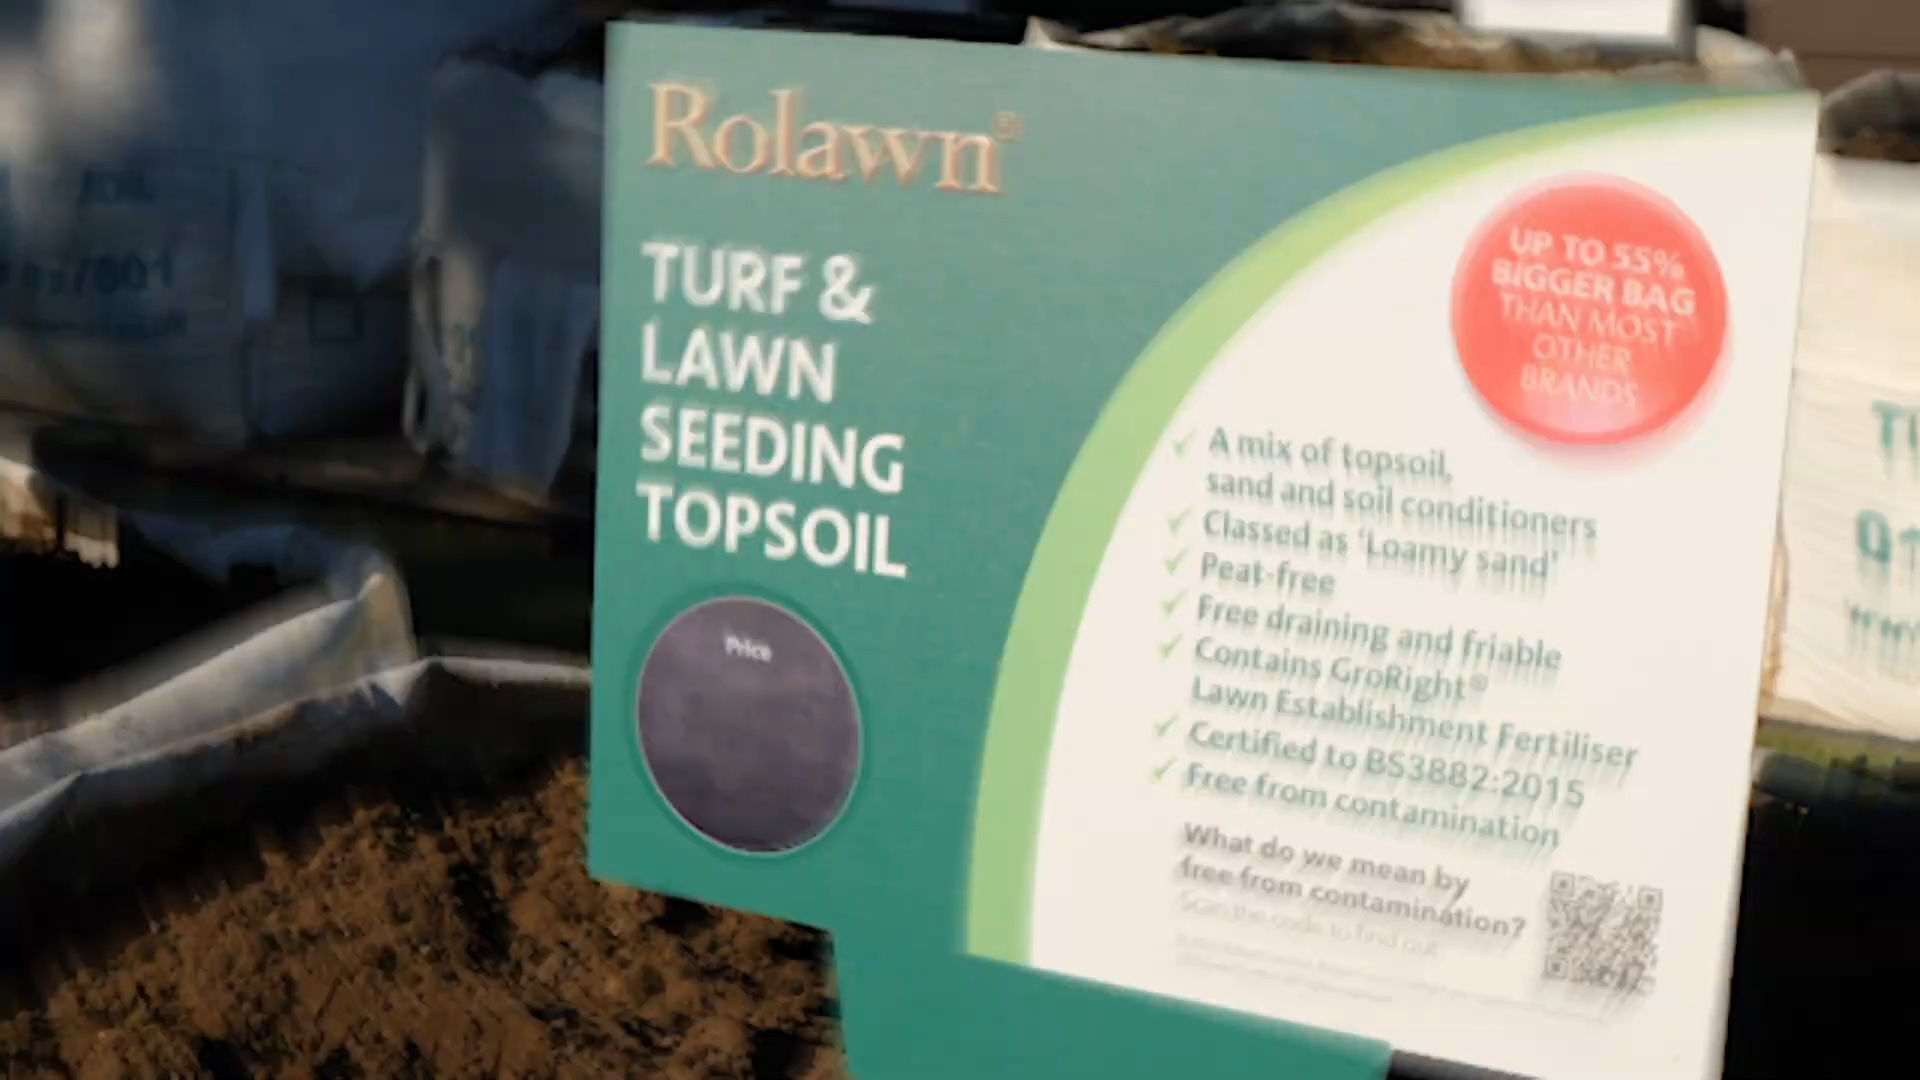 Rolawn®
TURF &
LAWN
SEEDING
TOPSOIL
Price
UP TO 55%
BIGGER BAG
THAN MOST
OTHER
BRANDS
✓ A mix of topsoil,
sand and soil conditioners
✓ Classed as 'Loamy sand'
✓ Peat-free
✓ Free draining and friable
✓ Contains GroRight®
Lawn Establishment Fertiliser
✓ Certified to BS3882:2015
✓ Free from contamination
What do we mean by
free from contamination?
Scan the code to find out.